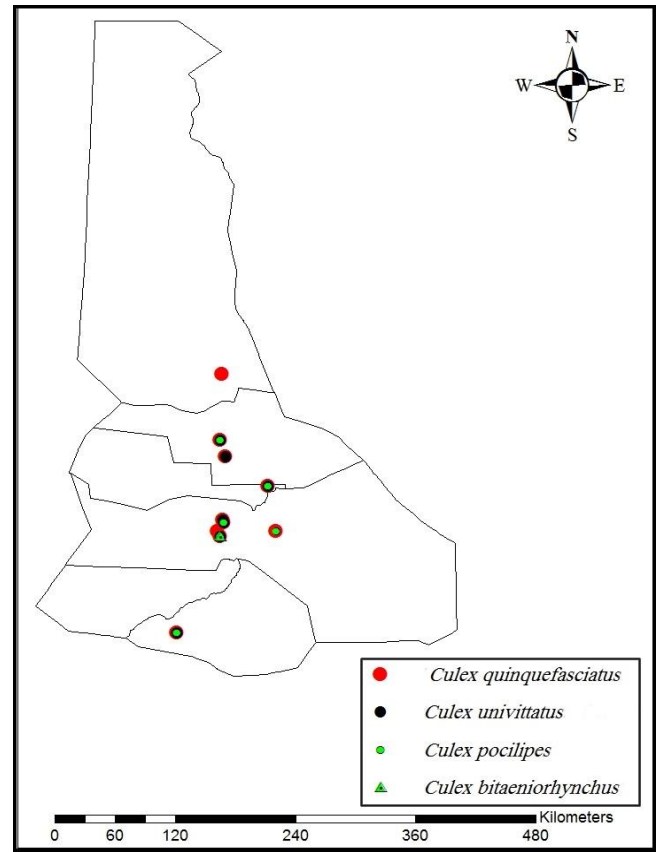 N
W E
S
Culex quinquefasciatus
Culex univittatus
Culex pocilipes
Culex bitaeniorhynchus
Kilometers
0 60 120 240 360 480